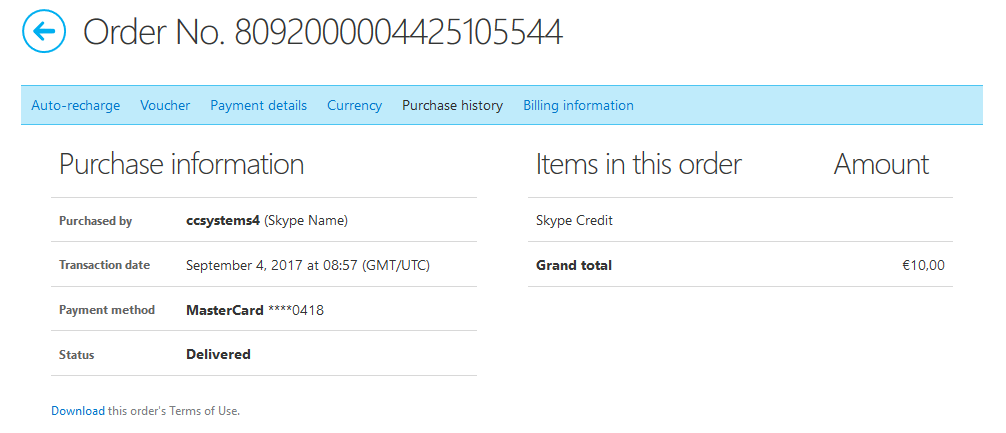 Order No. 8092000004425105544
Auto-recharge Voucher Payment details Currency Purchase history Billing information
Purchase information
Purchased by ccsystems4 (Skype Name)
Transaction date September 4, 2017 at 08:57 (GMT/UTC)
Payment method MasterCard ****0418
Status Delivered
Download this order's Terms of Use.
Items in this order Amount
Skype Credit
Grand total €10,00